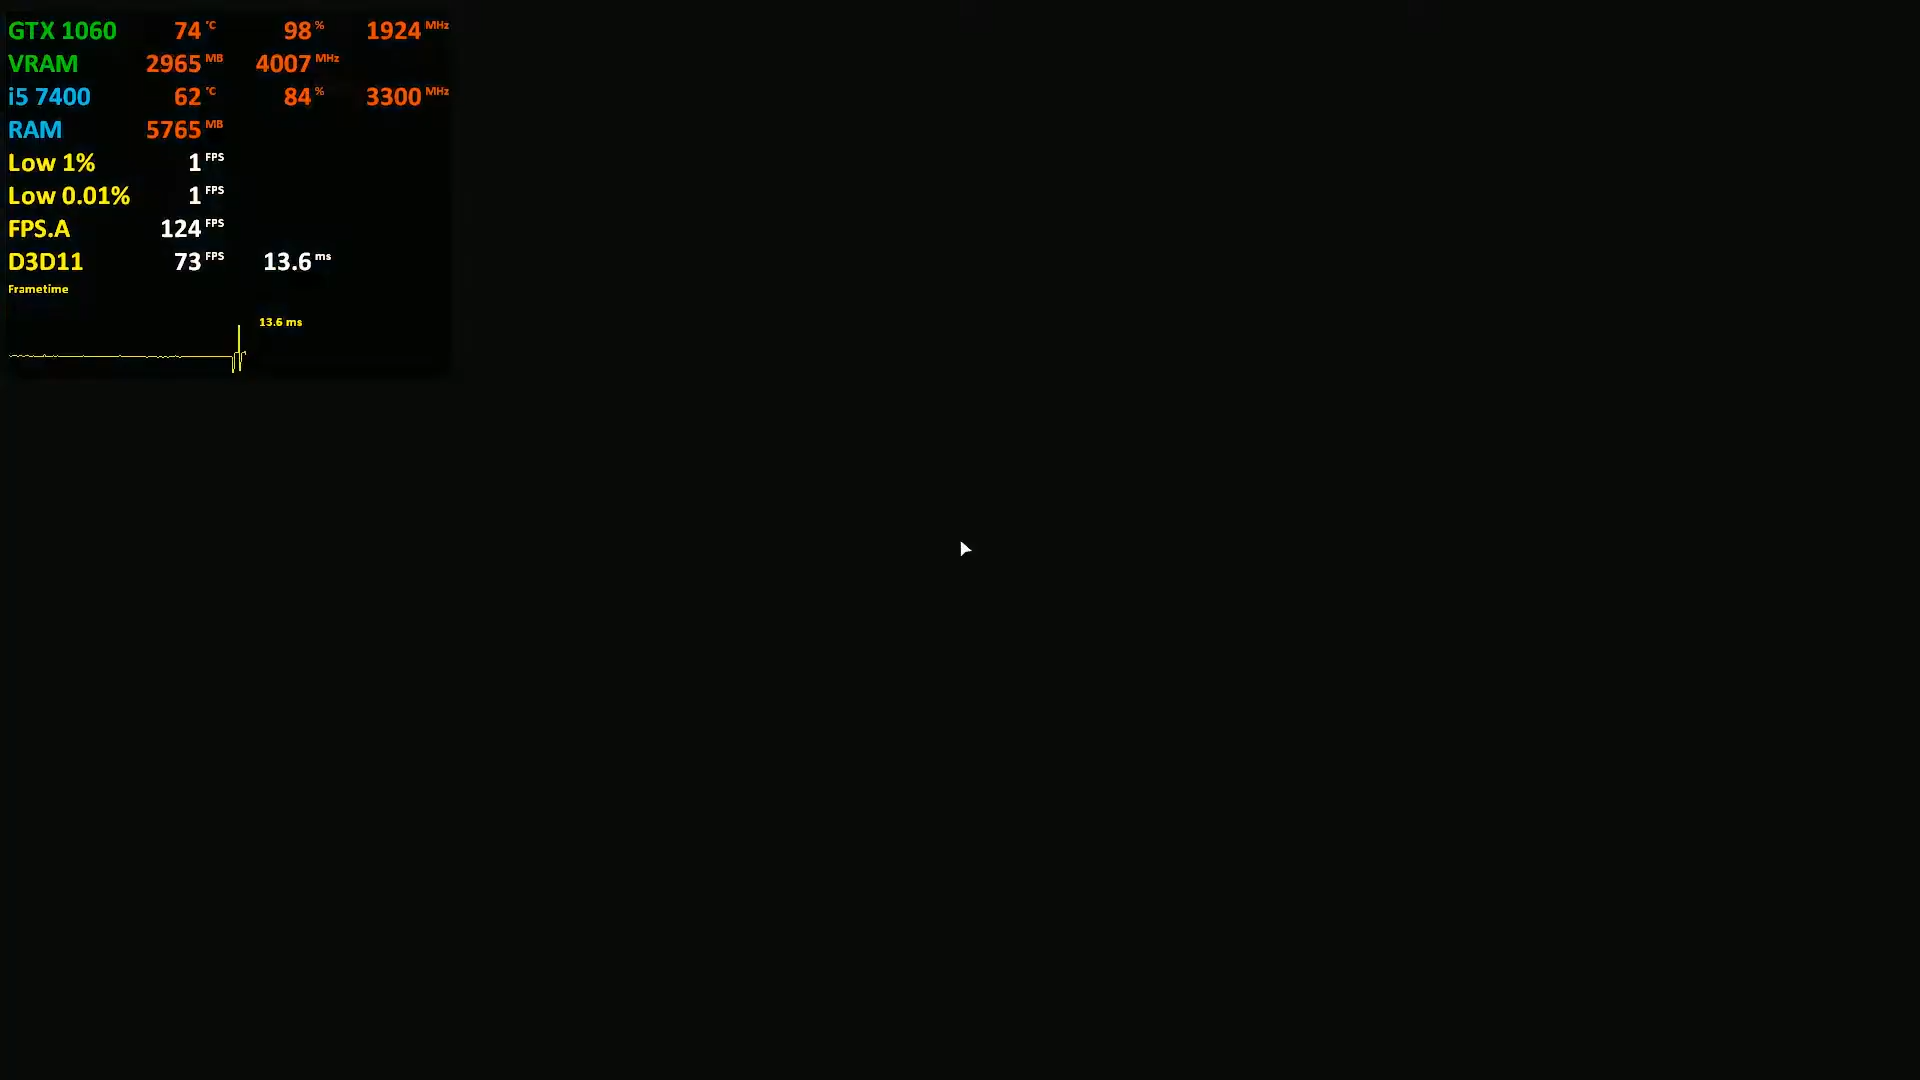 GTX 1060 74 °C 98 % 1924 MHz
VRAM 2965 MB 4007 MHz
i5 7400 62 °C 84 % 3300 MHz
RAM 5765 MB
Low 1% 1 FPS
Low 0.01% 1 FPS
FPS.A 124 FPS
D3D11 73 FPS 13.6 ms
Frametime
13.6 ms